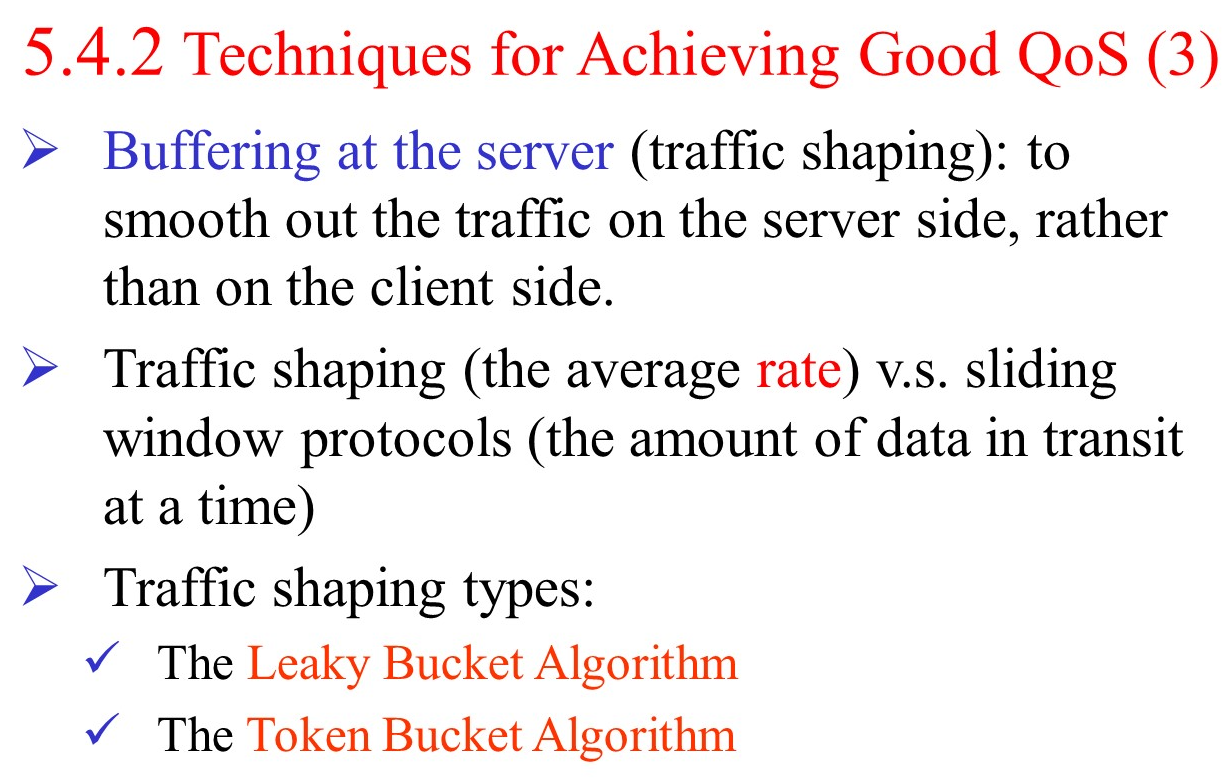 5.4.2 Techniques for Achieving Good QoS (3)
Buffering at the server (traffic shaping): to
smooth out the traffic on the server side, rather
than on the client side.
Traffic shaping (the average rate) v.s. sliding
window protocols (the amount of data in transit
at a time)
Traffic shaping types:
The Leaky Bucket Algorithm
The Token Bucket Algorithm